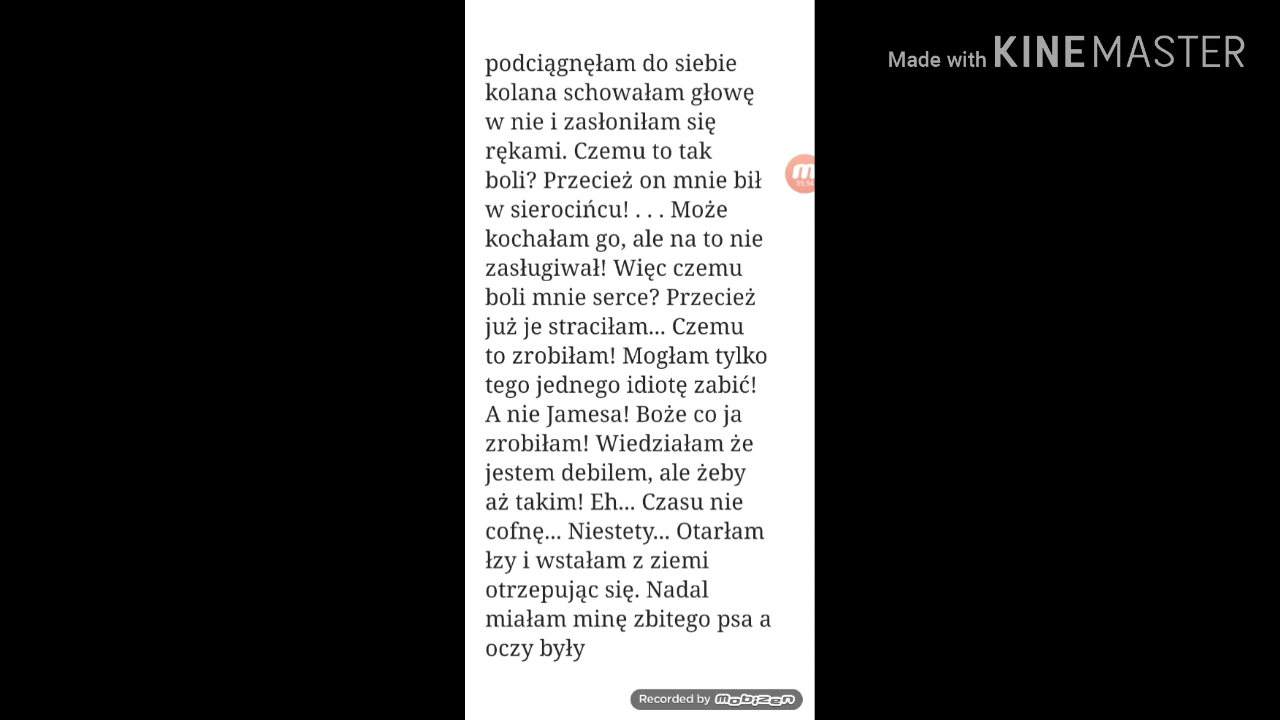 Made with KINEMASTER
podciągnęłam do siebie
kolana schowałam głowę
w nie i zasłoniłam się
rękami. Czemu to tak
boli? Przecież on mnie bił
w sierocińcu! . . . Może
kochałam go, ale na to nie
zasługiwał! Więc czemu
boli mnie serce? Przecież
już je straciłam... Czemu
to zrobiłam! Mogłam tylko
tego jednego idiotę zabić!
A nie Jamesa! Boże co ja
zrobiłam! Wiedziałam że
jestem debilem, ale żeby
aż takim! Eh... Czasu nie
cofnę... Niestety... Otarłam
łzy i wstałam z ziemi
otrzepując się. Nadal
miałam minę zbitego psa a
oczy były
Recorded by mobizen